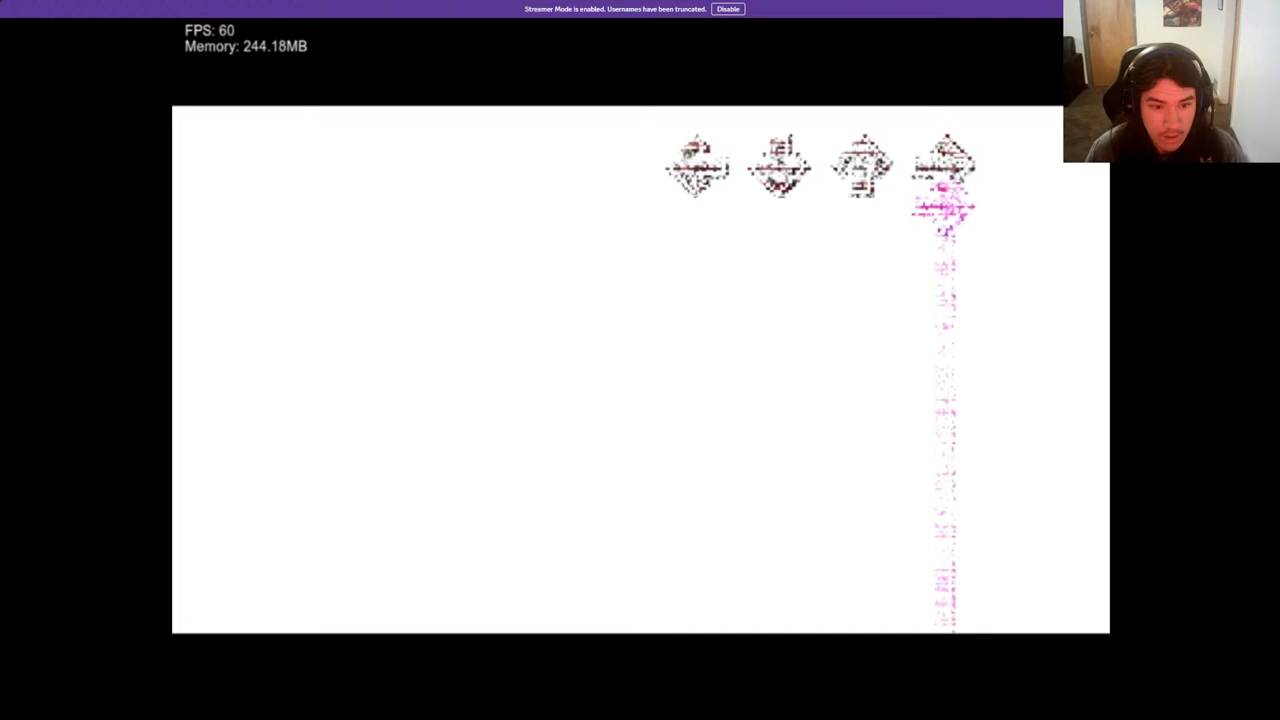 Streamer Mode is enabled. Usernames have been truncated. Disable
FPS: 60
Memory: 244.18MB